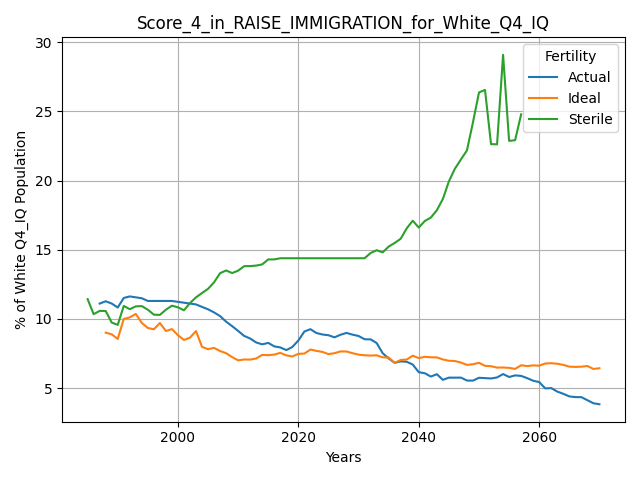 Score_4_in_RAISE_IMMIGRATION_for_White_Q4_IQ
% of White Q4_IQ Population
30
25
20
15
10
5
Fertility
Actual
Ideal
Sterile
2000
2020
2040
2060
Years